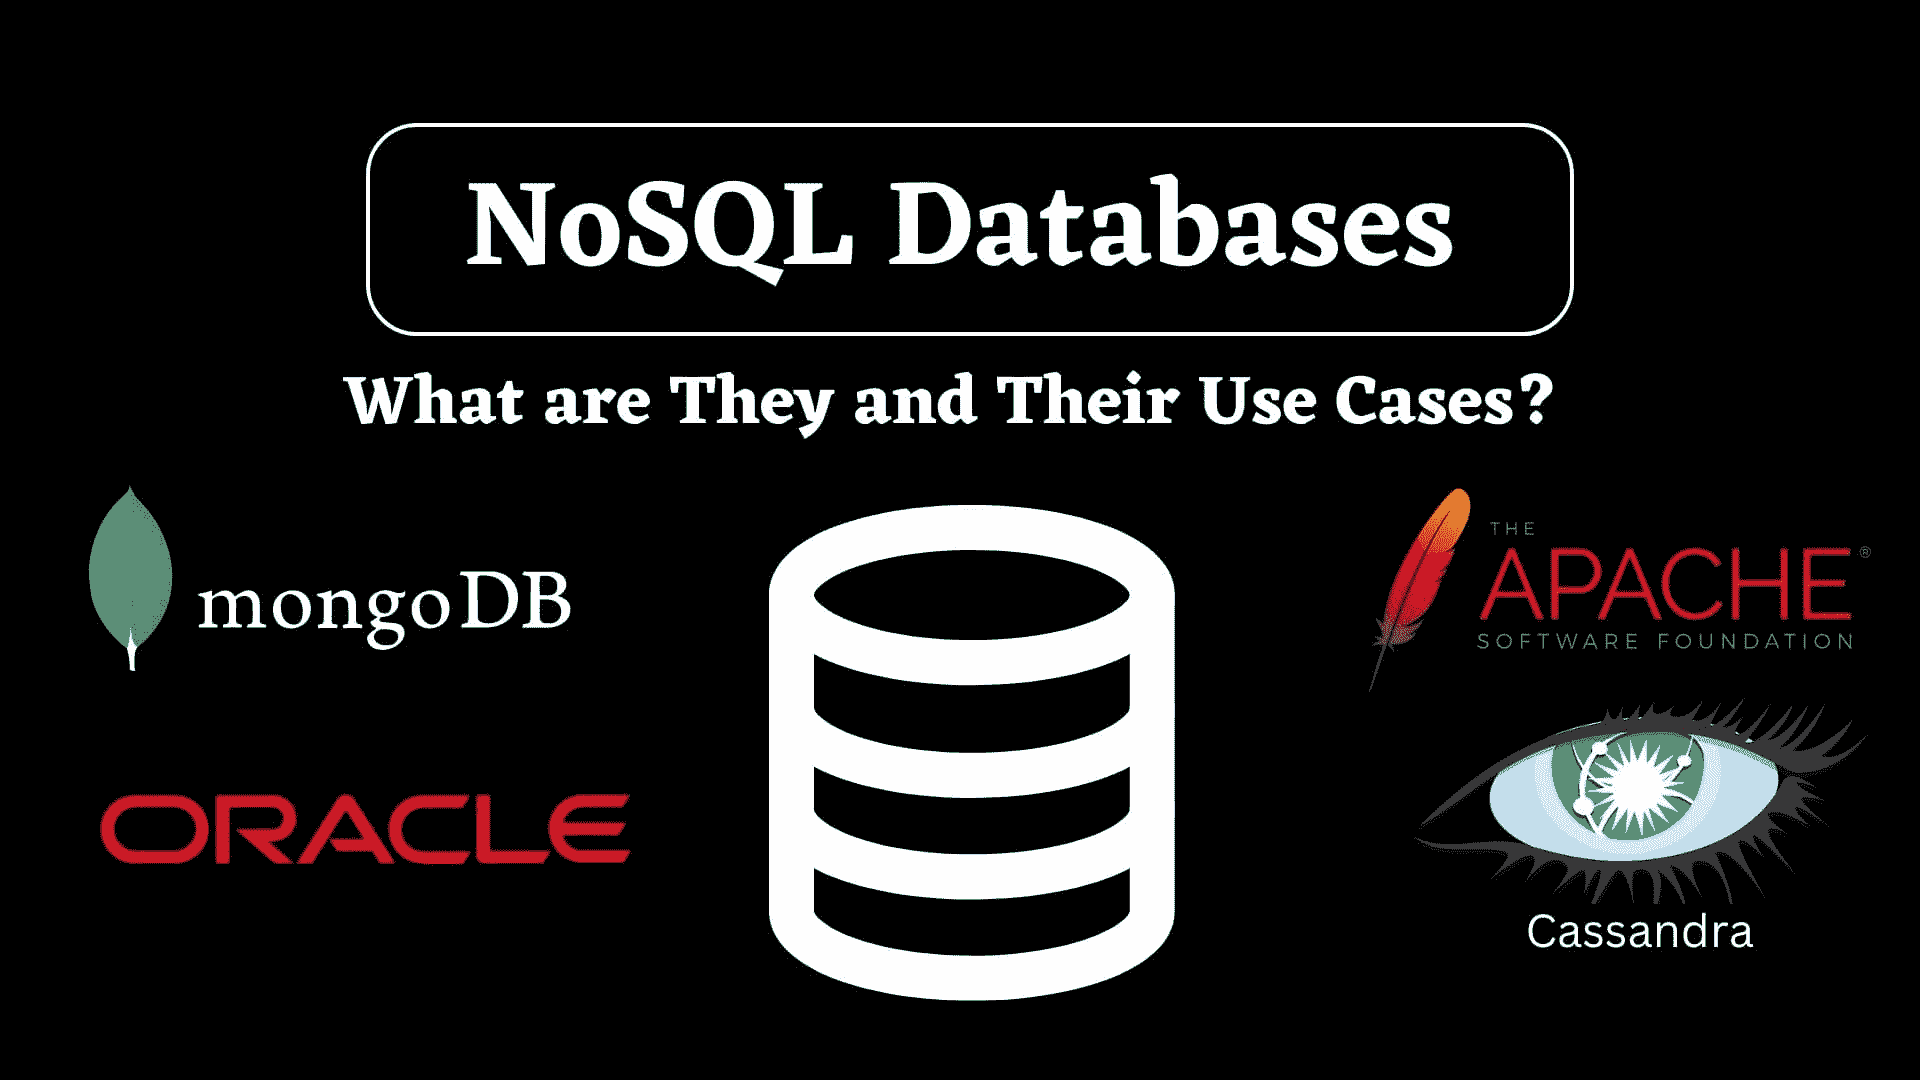 NoSQL Databases
What are They and Their Use Cases?
mongoDB
THE
APACHE®
SOFTWARE FOUNDATION
ORACLE
Cassandra